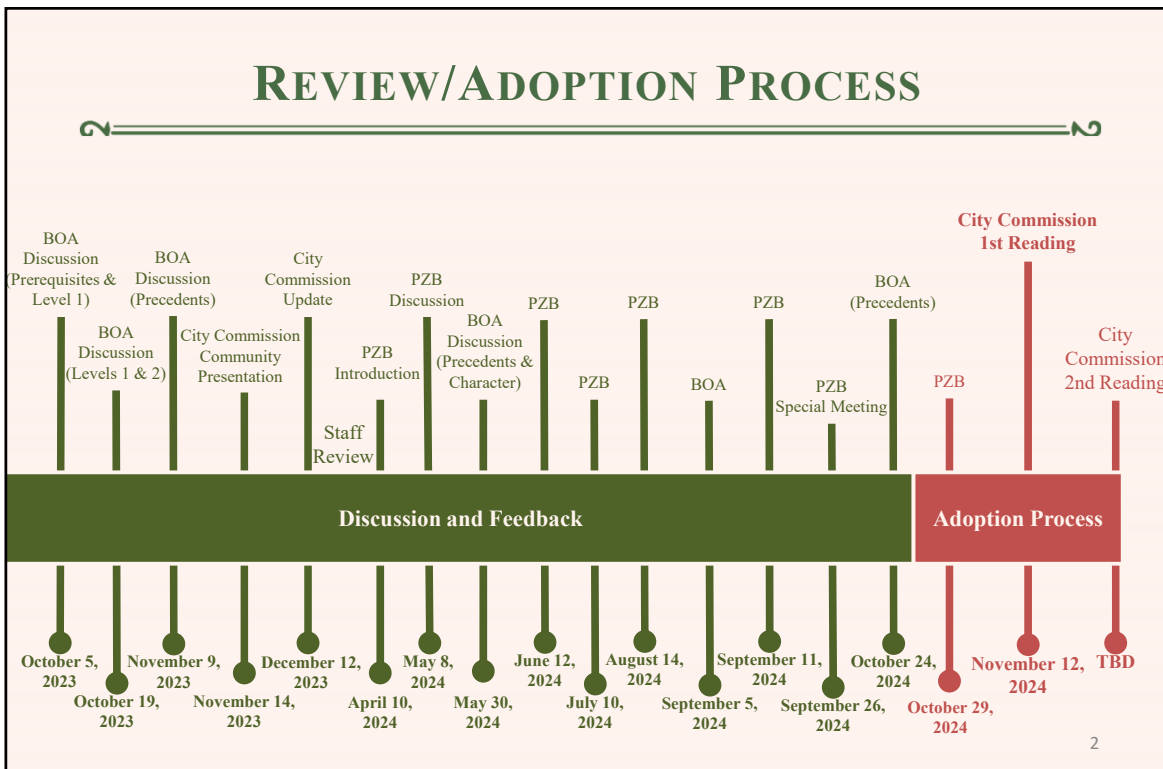 REVIEW/ADOPTION PROCESS
BOA
Discussion
(Prerequisites &
Level 1)
BOA
Discussion
(Levels 1 & 2)
BOA
Discussion
(Precedents)
City Commission
Community
Presentation
City
Commission
Update
Staff
Review
PZB
Introduction
PZB
Discussion
BOA
Discussion
(Precedents &
Character)
PZB
PZB
PZB
BOA
PZB
PZB
Special Meeting
BOA
(Precedents)
PZB
City Commission
1st Reading
City
Commission
2nd Reading
Discussion and Feedback
Adoption Process
October 5,
2023
October 19,
2023
November 9,
2023
November 14,
2023
December 12,
2023
April 10,
2024
May 8,
2024
May 30,
2024
June 12,
2024
July 10,
2024
August 14,
2024
September 5,
2024
September 11,
2024
September 26,
2024
October 24,
2024
October 29,
2024
November 12,
2024
TBD
2